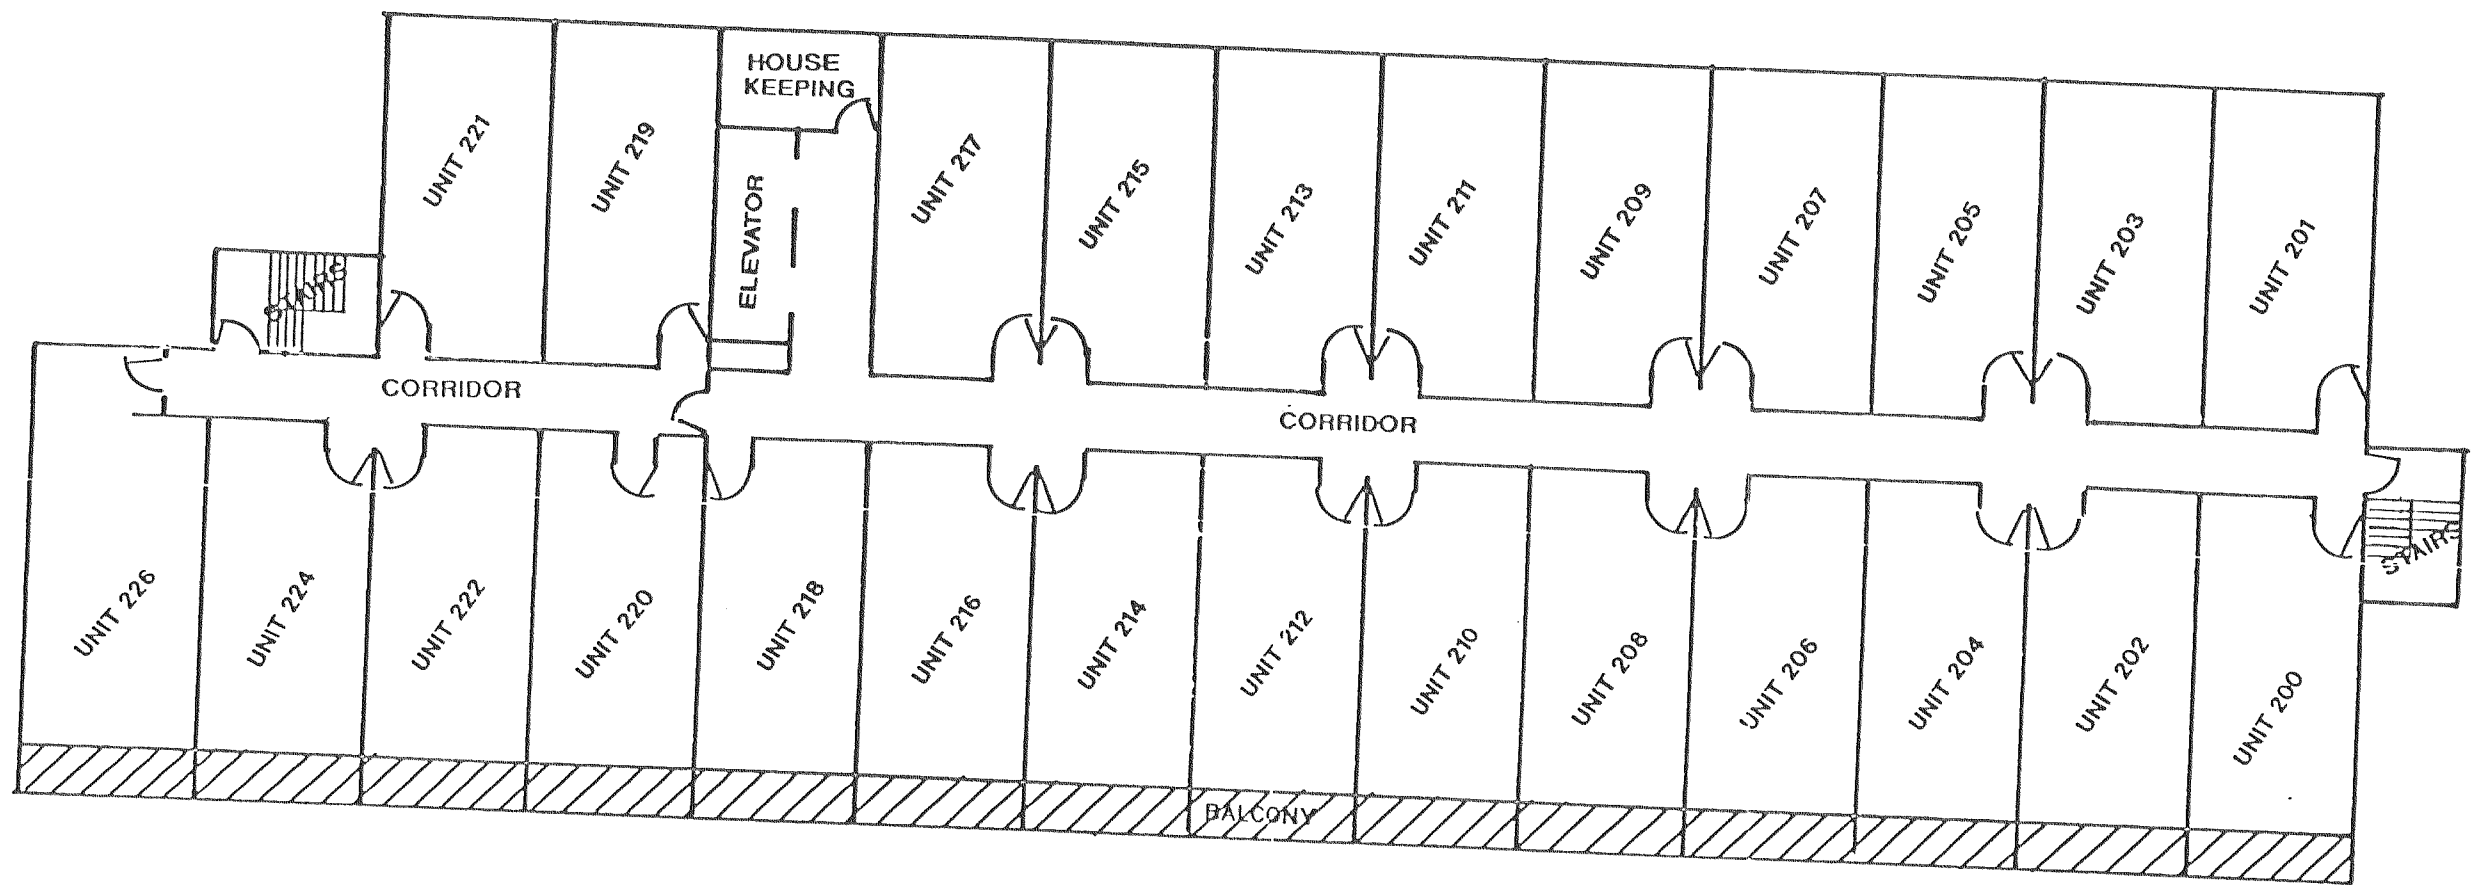 HOUSE
KEEPING
UNIT 221
UNIT 219
ELEVATOR
UNIT 217
UNIT 215
UNIT 213
UNIT 211
UNIT 209
UNIT 207
UNIT 205
UNIT 203
UNIT 201
STAIRS
CORRIDOR
CORRIDOR
STAIRS
UNIT 226
UNIT 224
UNIT 222
UNIT 220
UNIT 218
UNIT 216
UNIT 214
UNIT 212
UNIT 210
UNIT 208
UNIT 206
UNIT 204
UNIT 202
UNIT 200
BALCONY